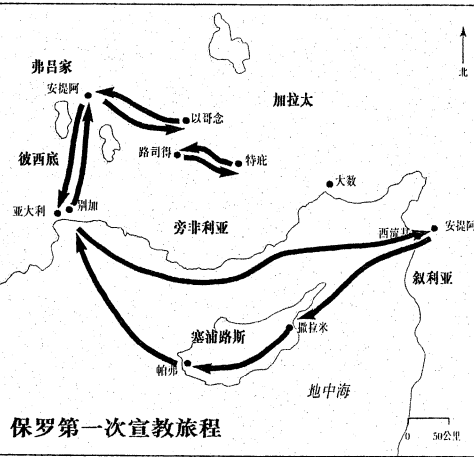 弗吕家
安提阿
北
加拉太
以哥念
路司得
特庇
彼西底
大数
亚大利
别加
旁非利亚
安提阿
叙利亚
塞浦路斯
撒拉米
帕弗
地中海
保罗第一次宣教旅程
0 50公里